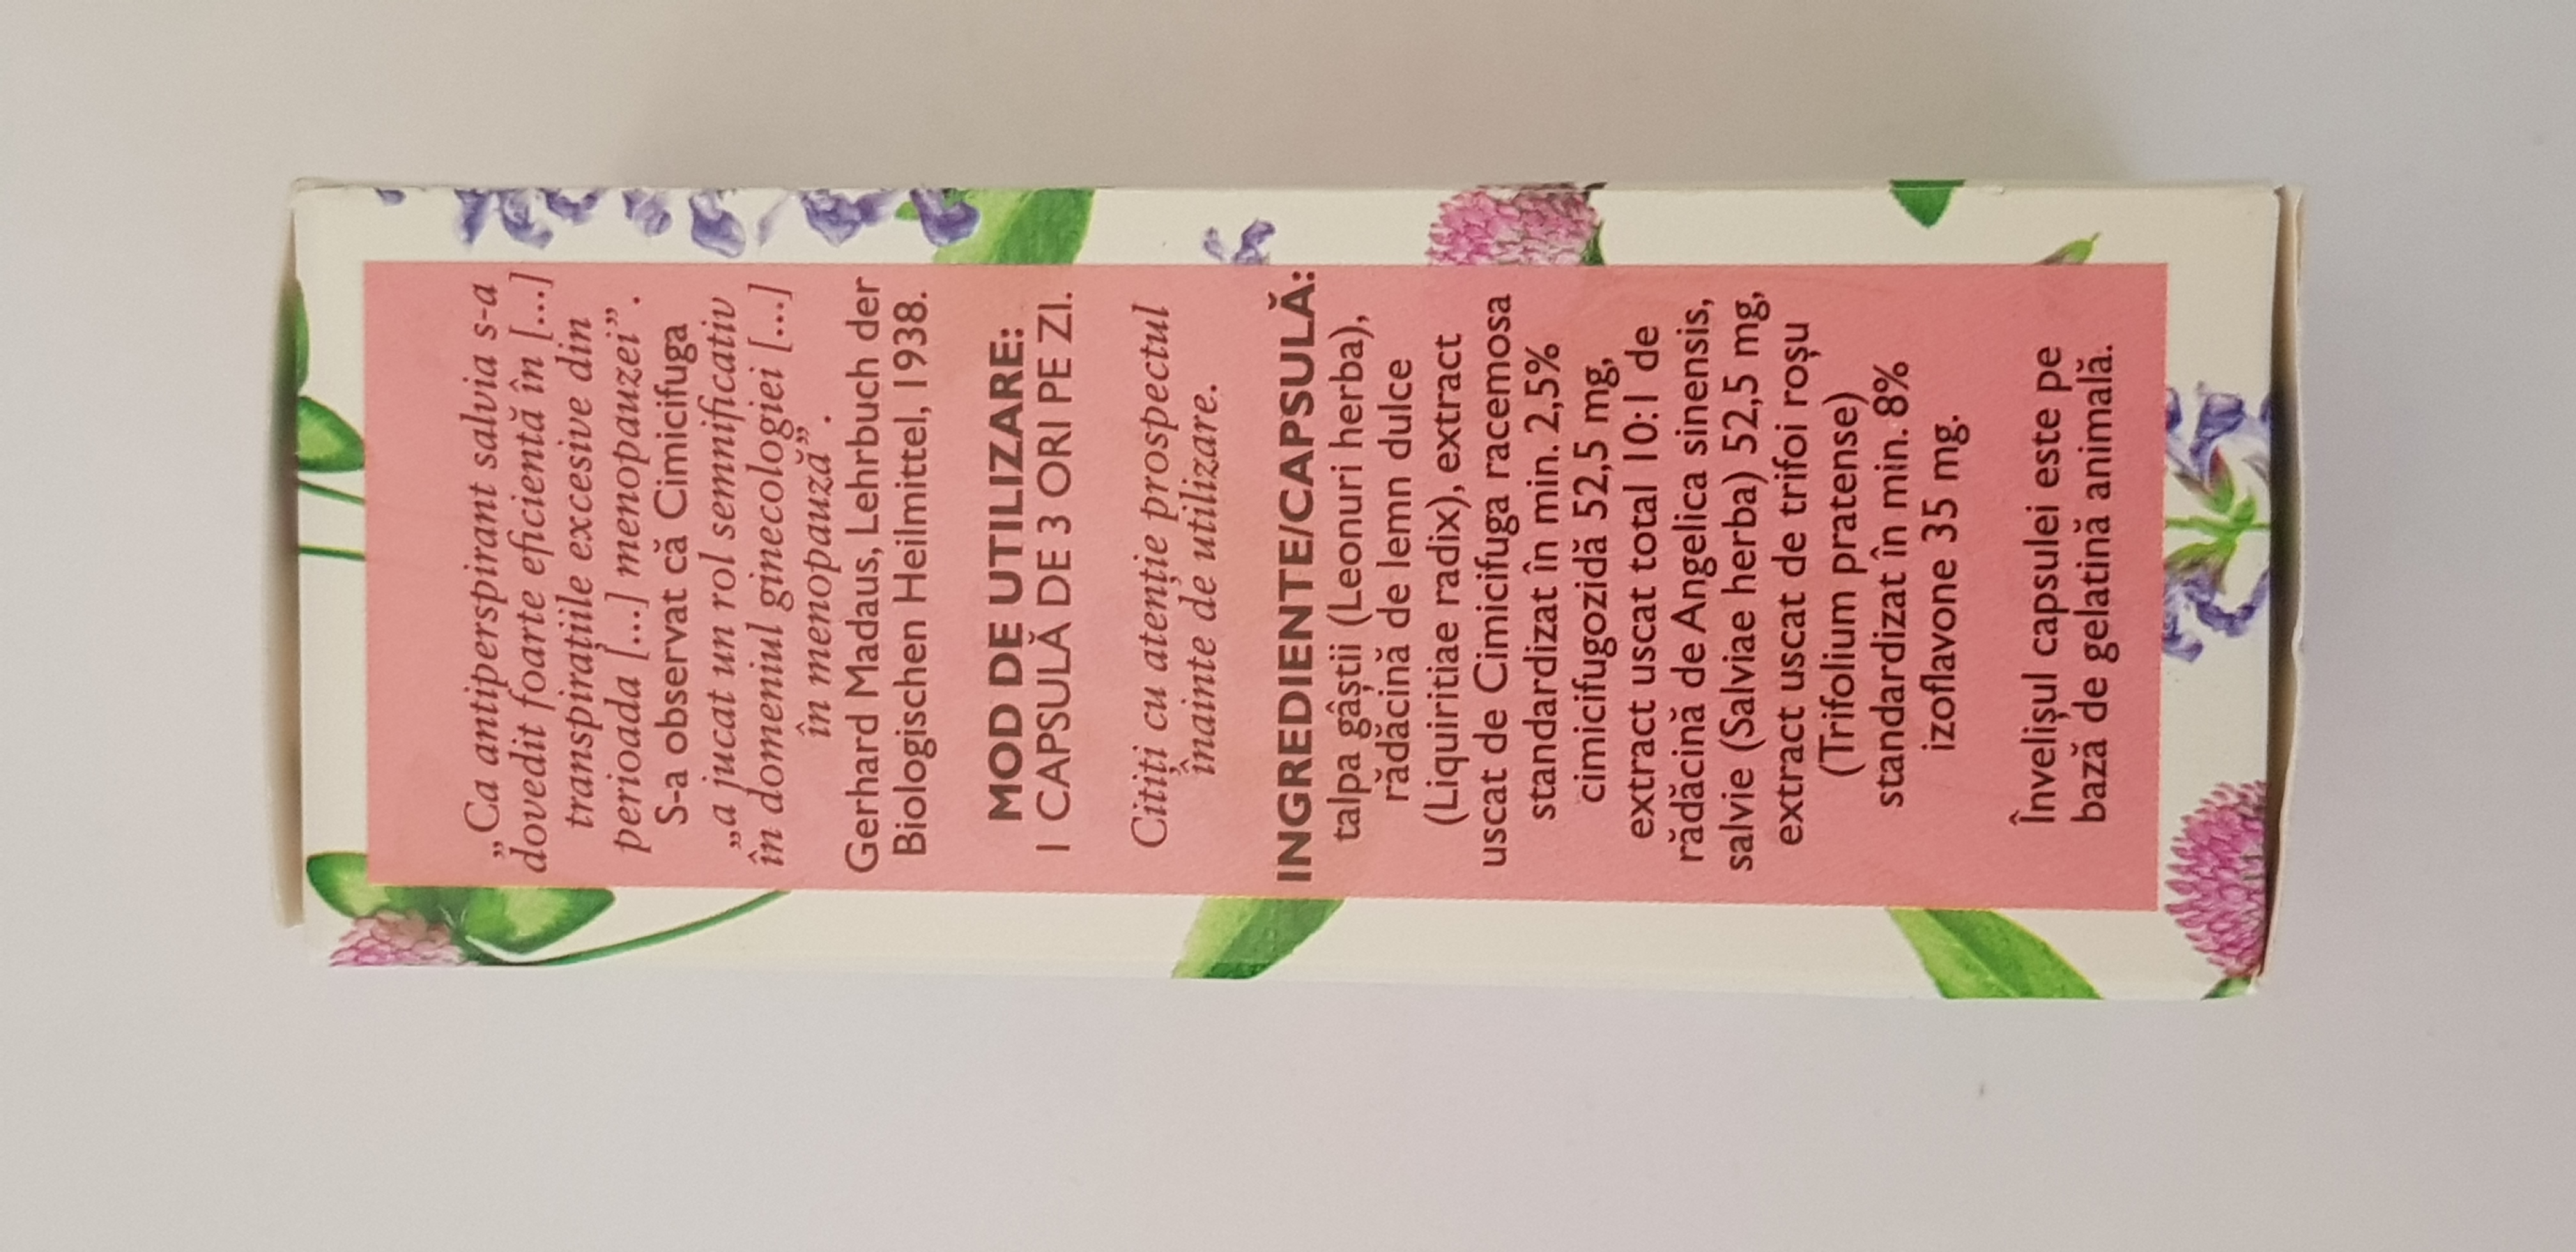 „Ca antiperspirant salvia s-a
dovedit foarte eficientă în [...]
transpirațiile excesive din
perioada [...] menopauzei”.
S-a observat că Cimicifuga
„a jucat un rol semnificativ
în domeniul ginecologiei [...]
în menopauză”.
Gerhard Madaus, Lehrbuch der
Biologischen Heilmittel, 1938.
MOD DE UTILIZARE:
1 CAPSULĂ DE 3 ORI PE ZI.
Citiți cu atenție prospectul
înainte de utilizare.
INGREDIENTE/CAPSULĂ:
talpa gâștii (Leonuri herba),
rădăcină de lemn dulce
(Liquiritiae radix), extract
uscat de Cimicifuga racemosa
standardizat în min. 2,5%
cimicifugozidă 52,5 mg,
extract uscat total 10:1 de
rădăcină de Angelica sinensis,
salvie (Salviae herba) 52,5 mg,
extract uscat de trifoi roșu
(Trifolium pratense)
standardizat în min. 8%
izoflavone 35 mg.
Învelișul capsulei este pe
bază de gelatină animală.